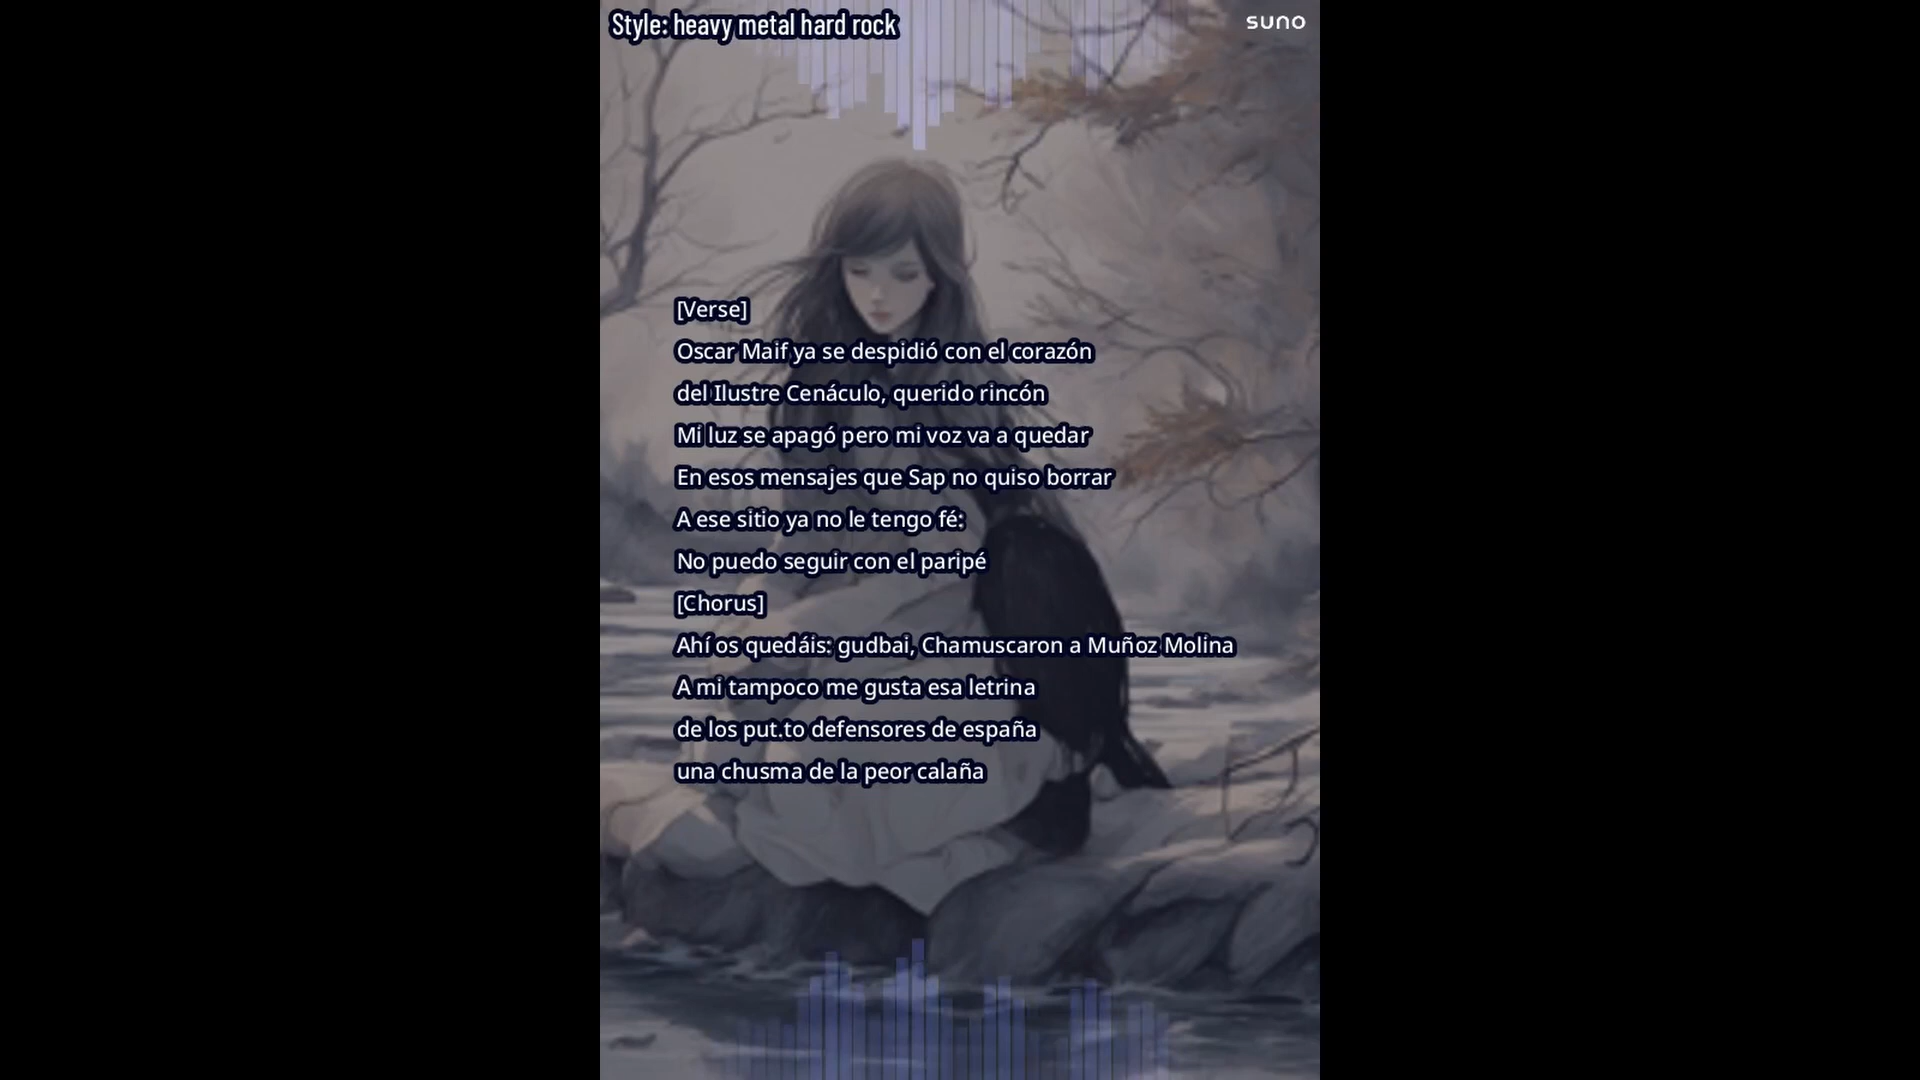 Style: heavy metal hard rock
suno
[Verse]
Oscar Maif ya se despidió con el corazón
del Ilustre Cenáculo, querido rincón
Mi luz se apagó pero mi voz va a quedar
En esos mensajes que Sap no quiso borrar
A ese sitio ya no le tengo fé:
No puedo seguir con el paripé
[Chorus]
Ahí os quedáis: gudbai, Chamuscaron a Muñoz Molina
A mi tampoco me gusta esa letrina
de los put.to defensores de españa
una chusma de la peor calaña